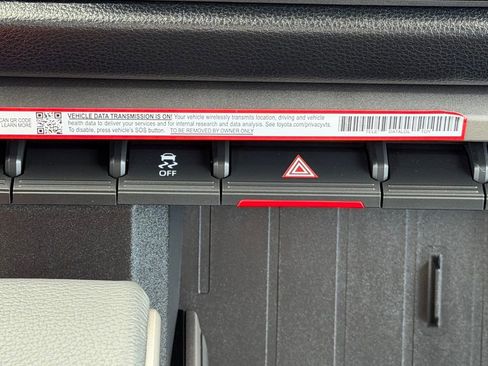 CAN QR CODE
LEARN MORE
VEHICLE DATA TRANSMISSION IS ON! Your vehicle wirelessly transmits location, driving and vehicle
health data to deliver your services and for internal research and data analysis. See toyota.com/privacyvts.
To disable, press vehicle's SOS button. TO BE REMOVED BY OWNER ONLY
OFF